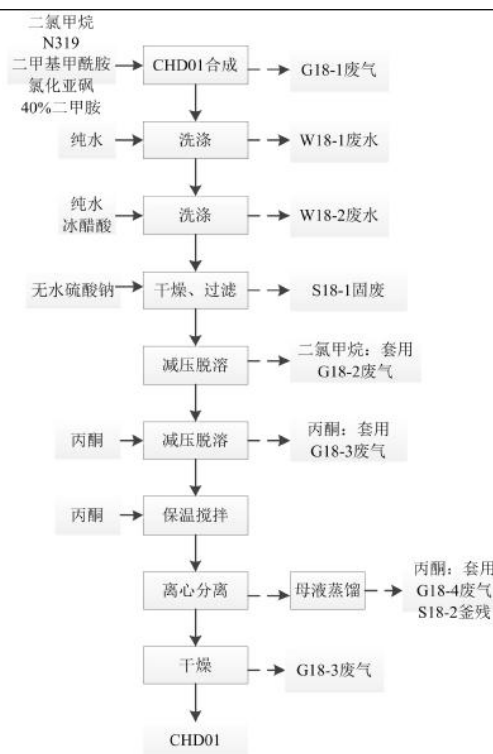 二氯甲烷
N319
二甲基甲酰胺
氯化亚砜
40%二甲胺
CHD01合成
G18-1废气
纯水
洗涤
W18-1废水
纯水
冰醋酸
洗涤
W18-2废水
无水硫酸钠
干燥、过滤
S18-1固废
减压脱溶
二氯甲烷：套用
G18-2废气
丙酮
减压脱溶
丙酮：套用
G18-3废气
丙酮
保温搅拌
离心分离
母液蒸馏
丙酮：套用
G18-4废气
S18-2釜残
干燥
G18-3废气
CHD01